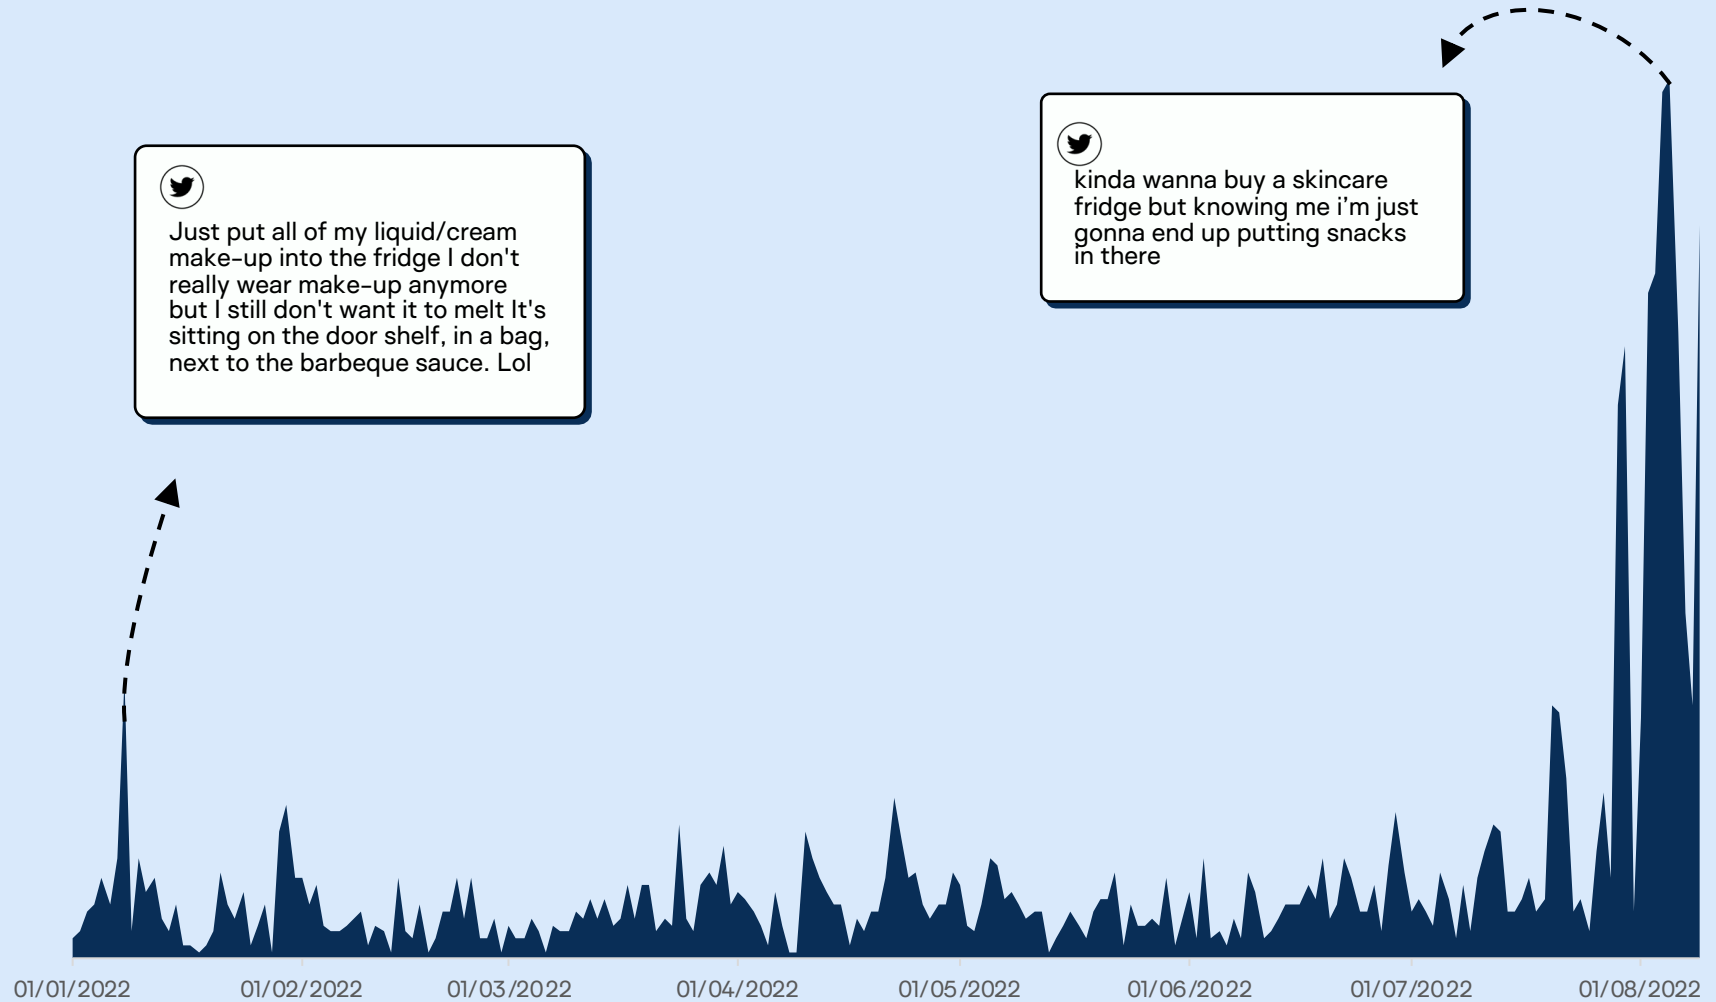 Just put all of my liquid/cream
make-up into the fridge I don't
really wear make-up anymore
but I still don't want it to melt It's
sitting on the door shelf, in a bag,
next to the barbeque sauce. Lol
kinda wanna buy a skincare
fridge but knowing me i’m just
gonna end up putting snacks
in there
01/01/2022 01/02/2022 01/03/2022 01/04/2022 01/05/2022 01/06/2022 01/07/2022 01/08/2022